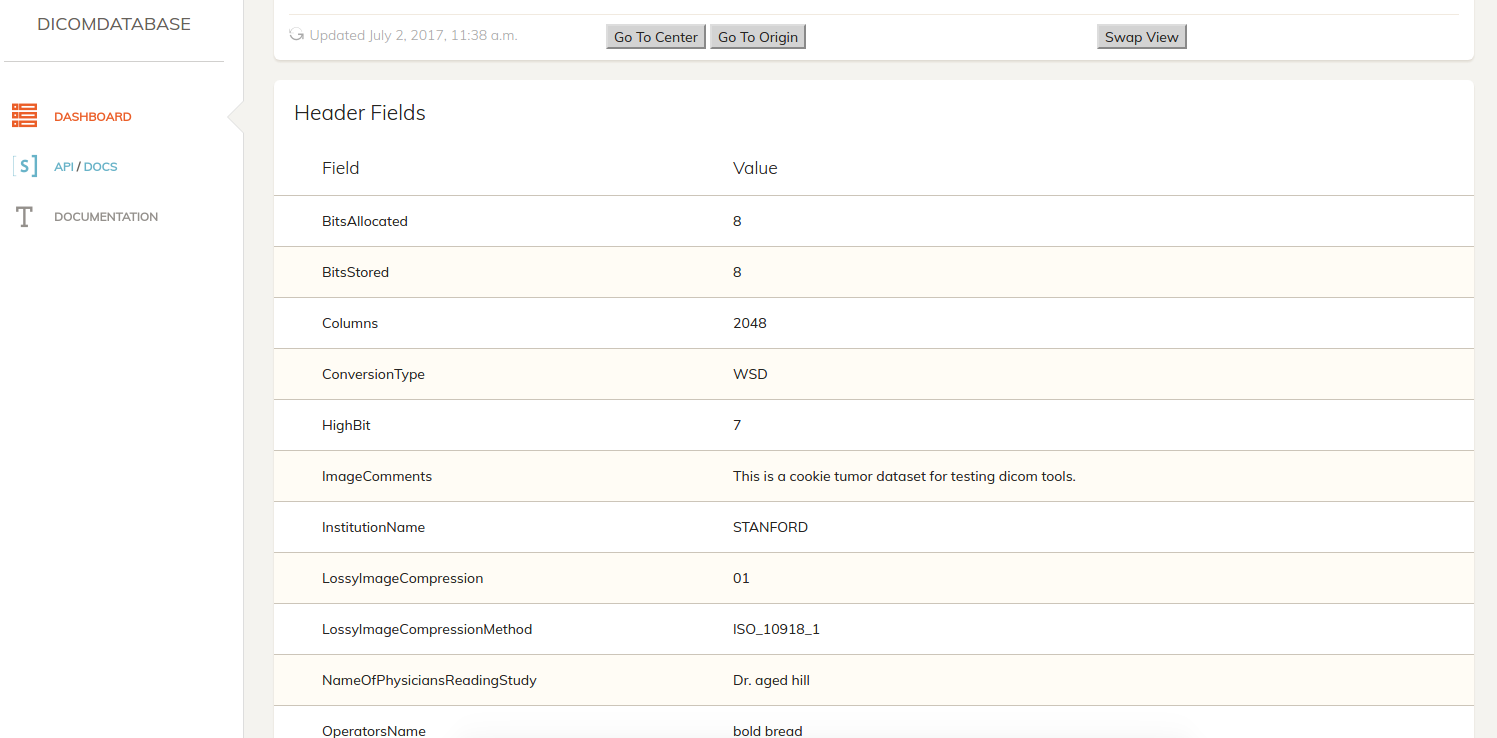 DICOMDATABASE
DASHBOARD
API / DOCS
DOCUMENTATION
Updated July 2, 2017, 11:38 a.m.
Go To Center Go To Origin Swap View
Header Fields
Field Value
BitsAllocated 8
BitsStored 8
Columns 2048
ConversionType WSD
HighBit 7
ImageComments This is a cookie tumor dataset for testing dicom tools.
InstitutionName STANFORD
LossyImageCompression 01
LossyImageCompressionMethod ISO_10918_1
NameOfPhysiciansReadingStudy Dr. aged hill
OperatorsName bold bread